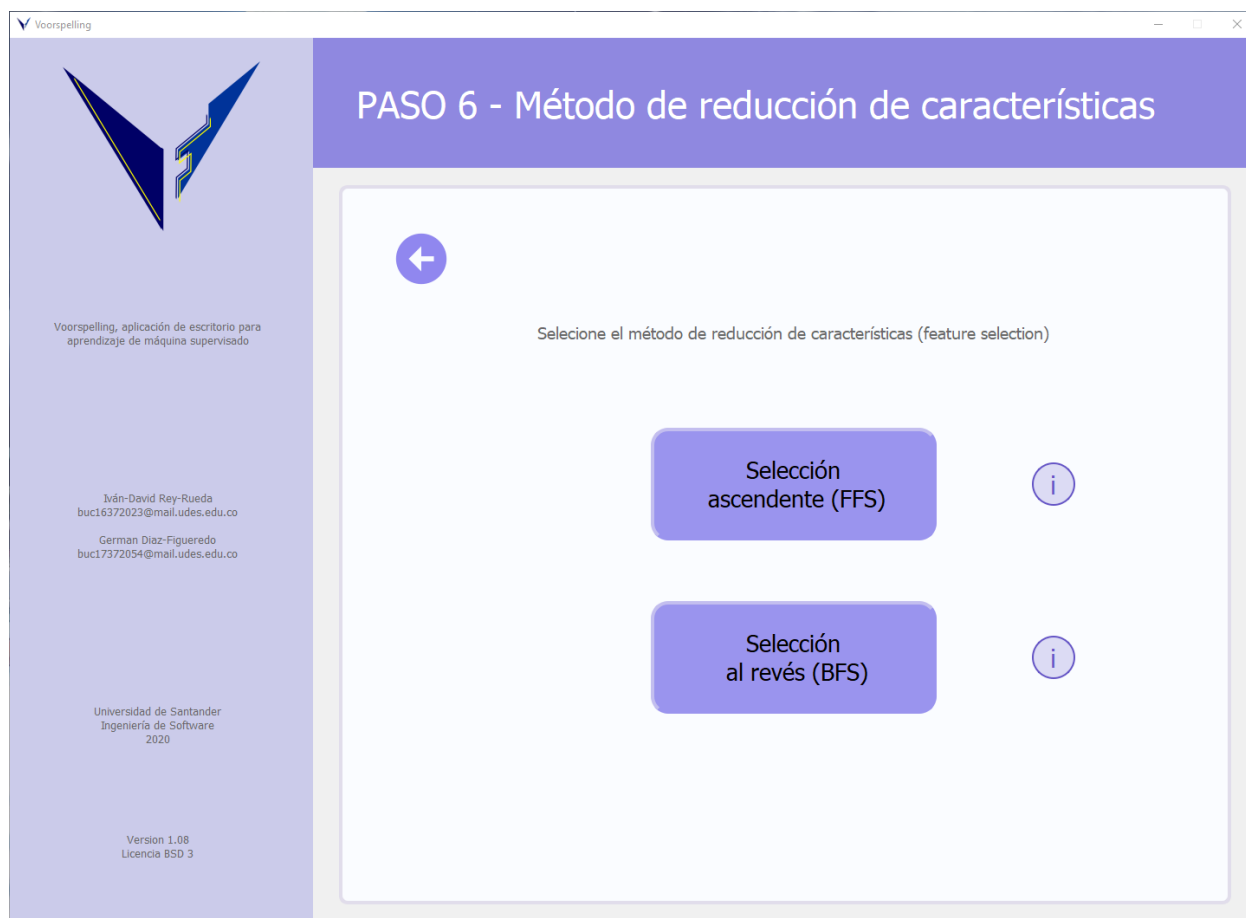 Voorspelling
PASO 6 - Método de reducción de características
Voorspelling, aplicación de escritorio para
aprendizaje de máquina supervisado
Iván-David Rey-Rueda
buc16372023@mail.udes.edu.co
German Diaz-Figueredo
buc17372054@mail.udes.edu.co
Universidad de Santander
Ingeniería de Software
2020
Version 1.08
Licencia BSD 3
Selecione el método de reducción de características (feature selection)
Selección
ascendente (FFS)
i
Selección
al revés (BFS)
i